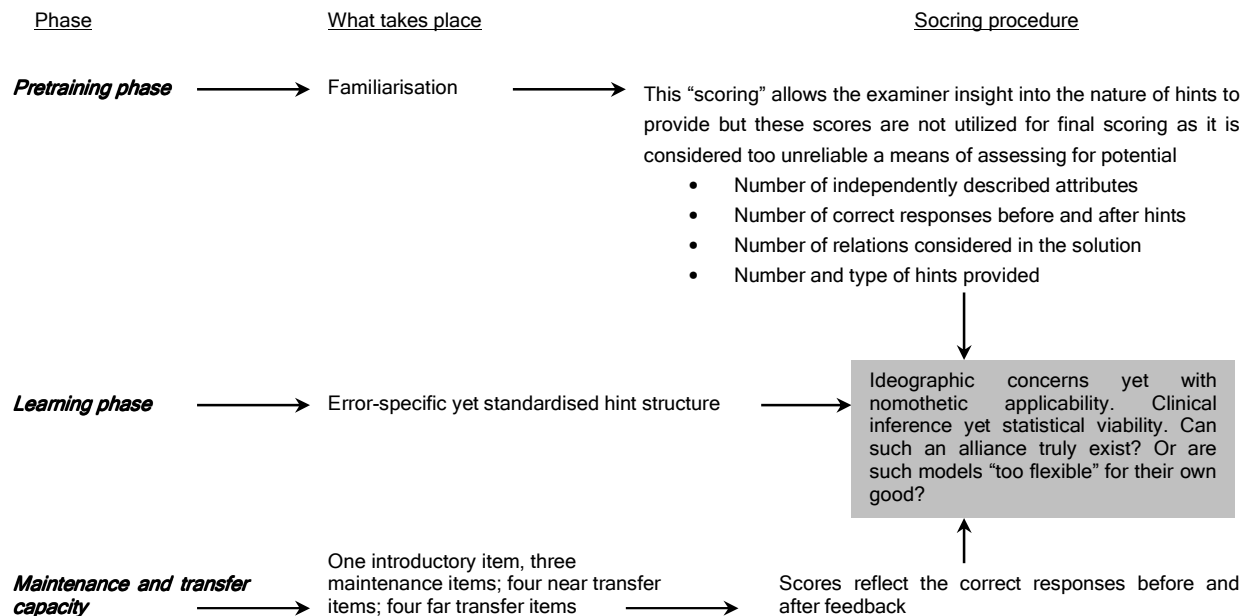 Phase What takes place Socring procedure
Pretraining phase Familiarisation
This “scoring” allows the examiner insight into the nature of hints to
provide but these scores are not utilized for final scoring as it is
considered too unreliable a means of assessing for potential
• Number of independently described attributes
• Number of correct responses before and after hints
• Number of relations considered in the solution
• Number and type of hints provided
Learning phase Error-specific yet standardised hint structure
Ideographic concerns yet with
nomothetic applicability. Clinical
inference yet statistical viability. Can
such an alliance truly exist? Or are
such models “too flexible” for their own
good?
Maintenance and transfer
capacity
One introductory item, three
maintenance items; four near transfer
items; four far transfer items
Scores reflect the correct responses before and
after feedback